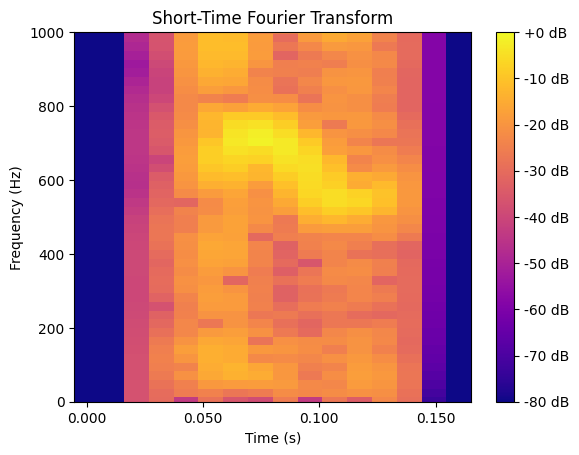 Short-Time Fourier Transform
1000
800
600
400
200
0
Frequency (Hz)
0.000
0.050
0.100
0.150
Time (s)
+0 dB
-10 dB
-20 dB
-30 dB
-40 dB
-50 dB
-60 dB
-70 dB
-80 dB